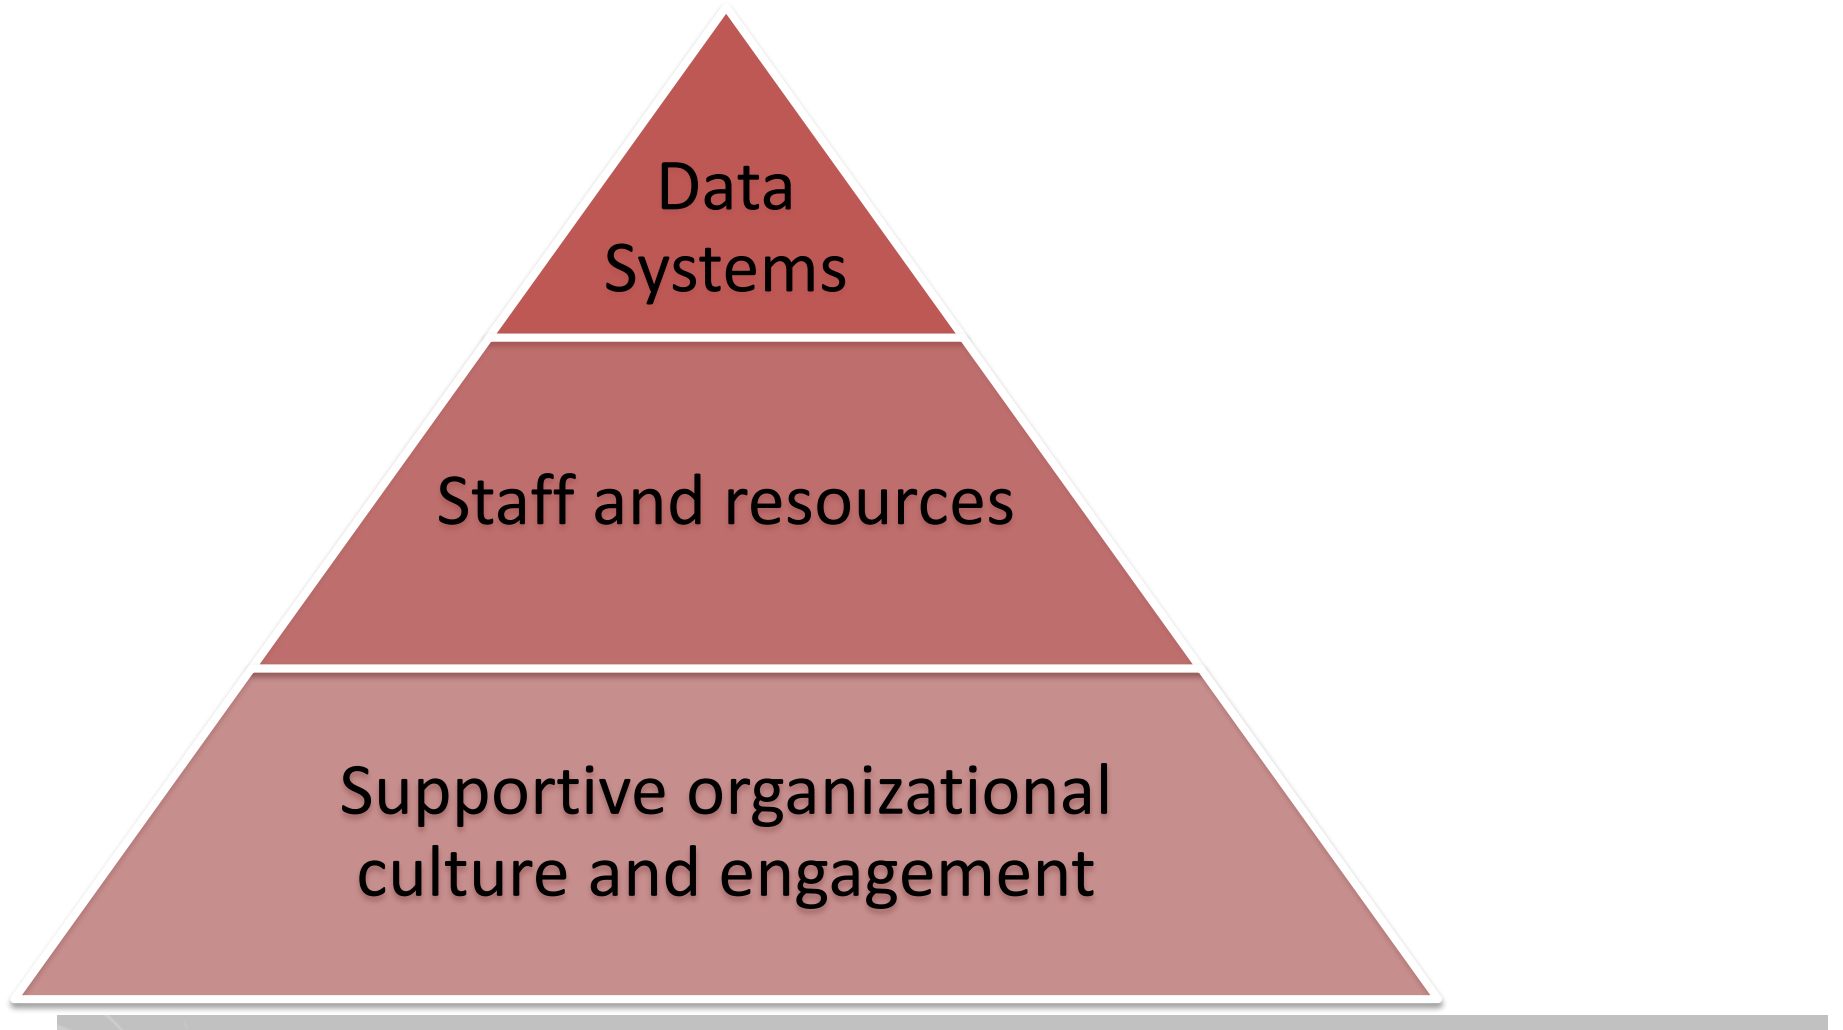 Data
Systems
Staff and resources
Supportive organizational
culture and engagement